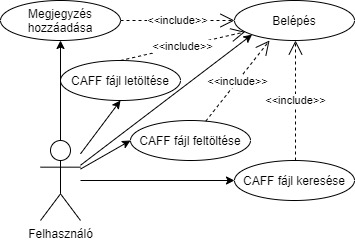 Megjegyzés
hozzáadása
<<include>>
Belépés
<<include>>
CAFF fájl letöltése
<<include>>
<<include>>
CAFF fájl feltöltése
CAFF fájl keresése
Felhasználó